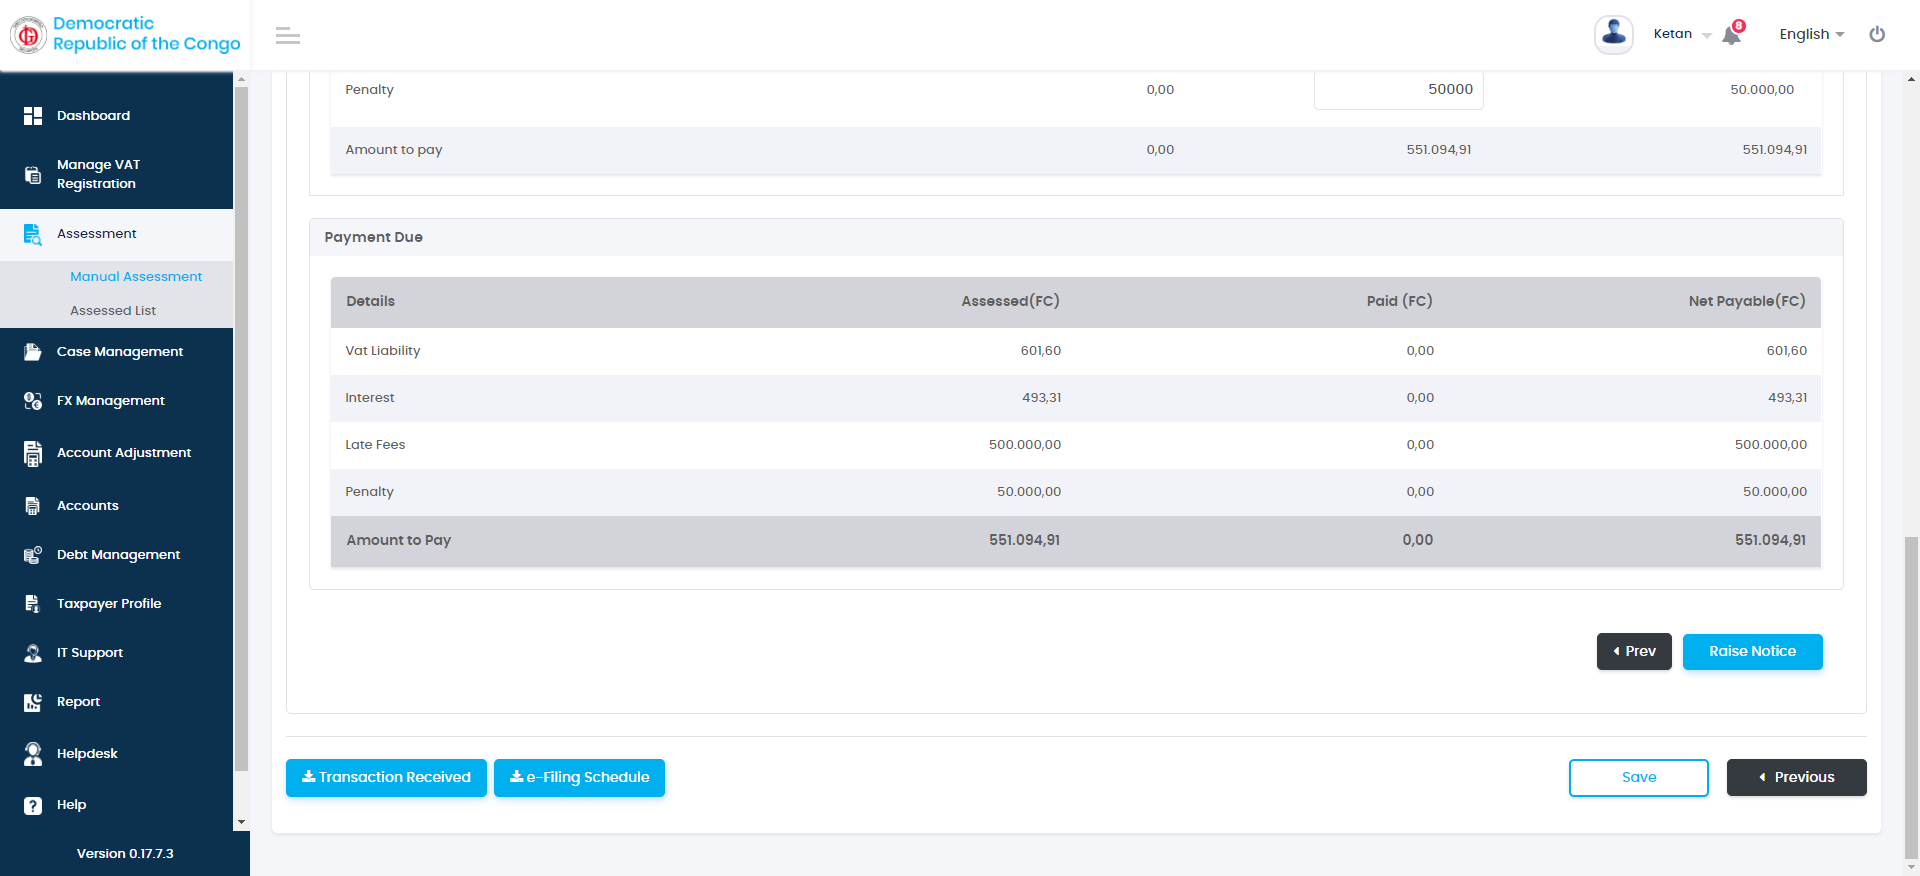 Democratic
Republic of the Congo
Ketan
8
English
Dashboard
Manage VAT
Registration
Assessment
Manual Assessment
Assessed List
Case Management
FX Management
Account Adjustment
Accounts
Debt Management
Taxpayer Profile
IT Support
Report
Helpdesk
Help
Version 0.17.7.3
Penalty 0,00 50000 50.000,00
Amount to pay 0,00 551.094,91 551.094,91
Payment Due
Details Assessed(FC) Paid (FC) Net Payable(FC)
Vat Liability 601,60 0,00 601,60
Interest 493,31 0,00 493,31
Late Fees 500.000,00 0,00 500.000,00
Penalty 50.000,00 0,00 50.000,00
Amount to Pay 551.094,91 0,00 551.094,91
Prev Raise Notice
Transaction Received e-Filing Schedule Save Previous